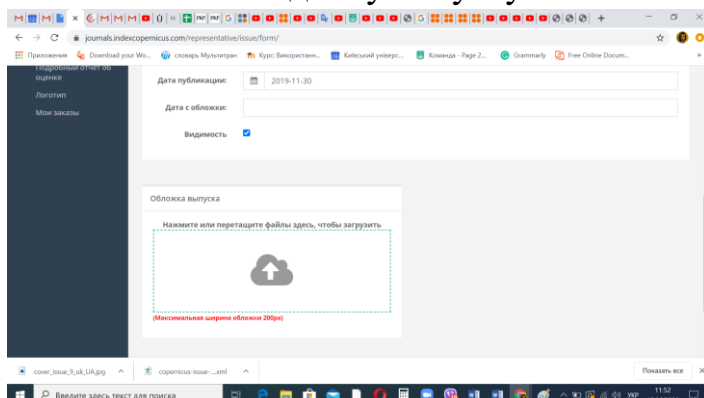 journals.indexcopernicus.com/representative/issue/form/
Приложения
Download your Wo...
словарь Мультитран
Курс: Використанн...
Київський універс...
Команда - Page 2...
Grammarly
Free Online Docum...
оценке
Логотип
Мои заказы
Дата публикации:
2019-11-30
Дата с обложки:
Видимость
Обложка выпуска
Нажмите или перетащите файлы здесь, чтобы загрузить
(Максимальная ширина обложки 200px)
cover_issue_9_uk_UA.jpg
copernicus-issue-....xml
Показать все
Введите здесь текст для поиска
УКР
11:52